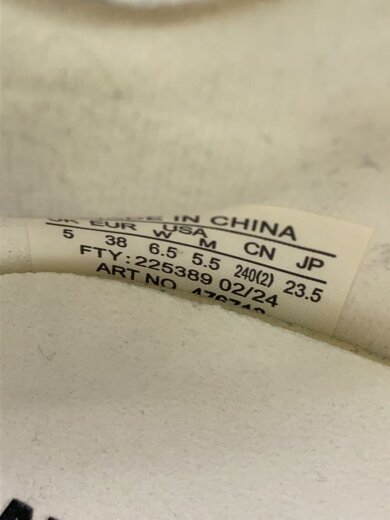 IN CHINA
EUR USA
W M CN JP
5 38 6.5 5.5 240(2) 23.5
FTY: 225389 02/24
ART NO.